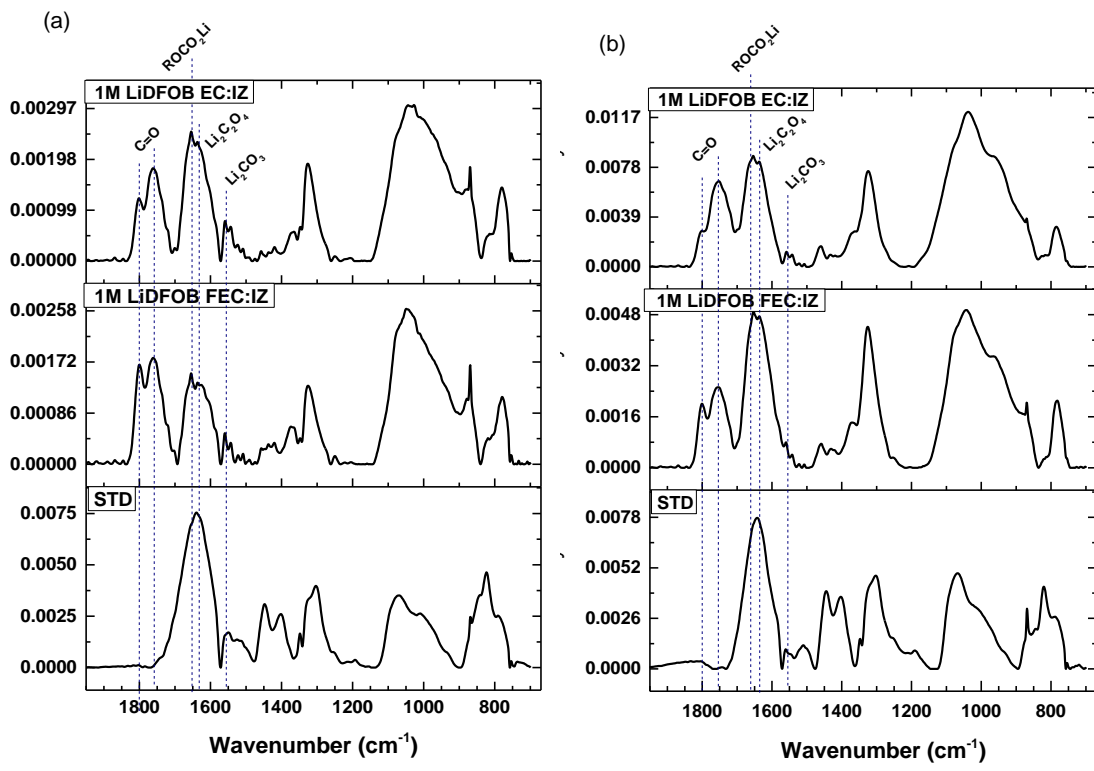 (a)
ROCO₂Li
1M LiDFOB EC:IZ
C=O
Li₂C₂O₄
Li₂CO₃
0.00297
0.00198
0.00099
0.00000
1M LiDFOB FEC:IZ
0.00258
0.00172
0.00086
0.00000
STD
0.0075
0.0050
0.0025
0.0000
1800 1600 1400 1200 1000 800
Wavenumber (cm⁻¹)
(b)
ROCO₂Li
1M LiDFOB EC:IZ
C=O
Li₂C₂O₄
Li₂CO₃
0.0117
0.0078
0.0039
0.0000
1M LiDFOB FEC:IZ
0.0048
0.0032
0.0016
0.0000
STD
0.0078
0.0052
0.0026
0.0000
1800 1600 1400 1200 1000 800
Wavenumber (cm⁻¹)